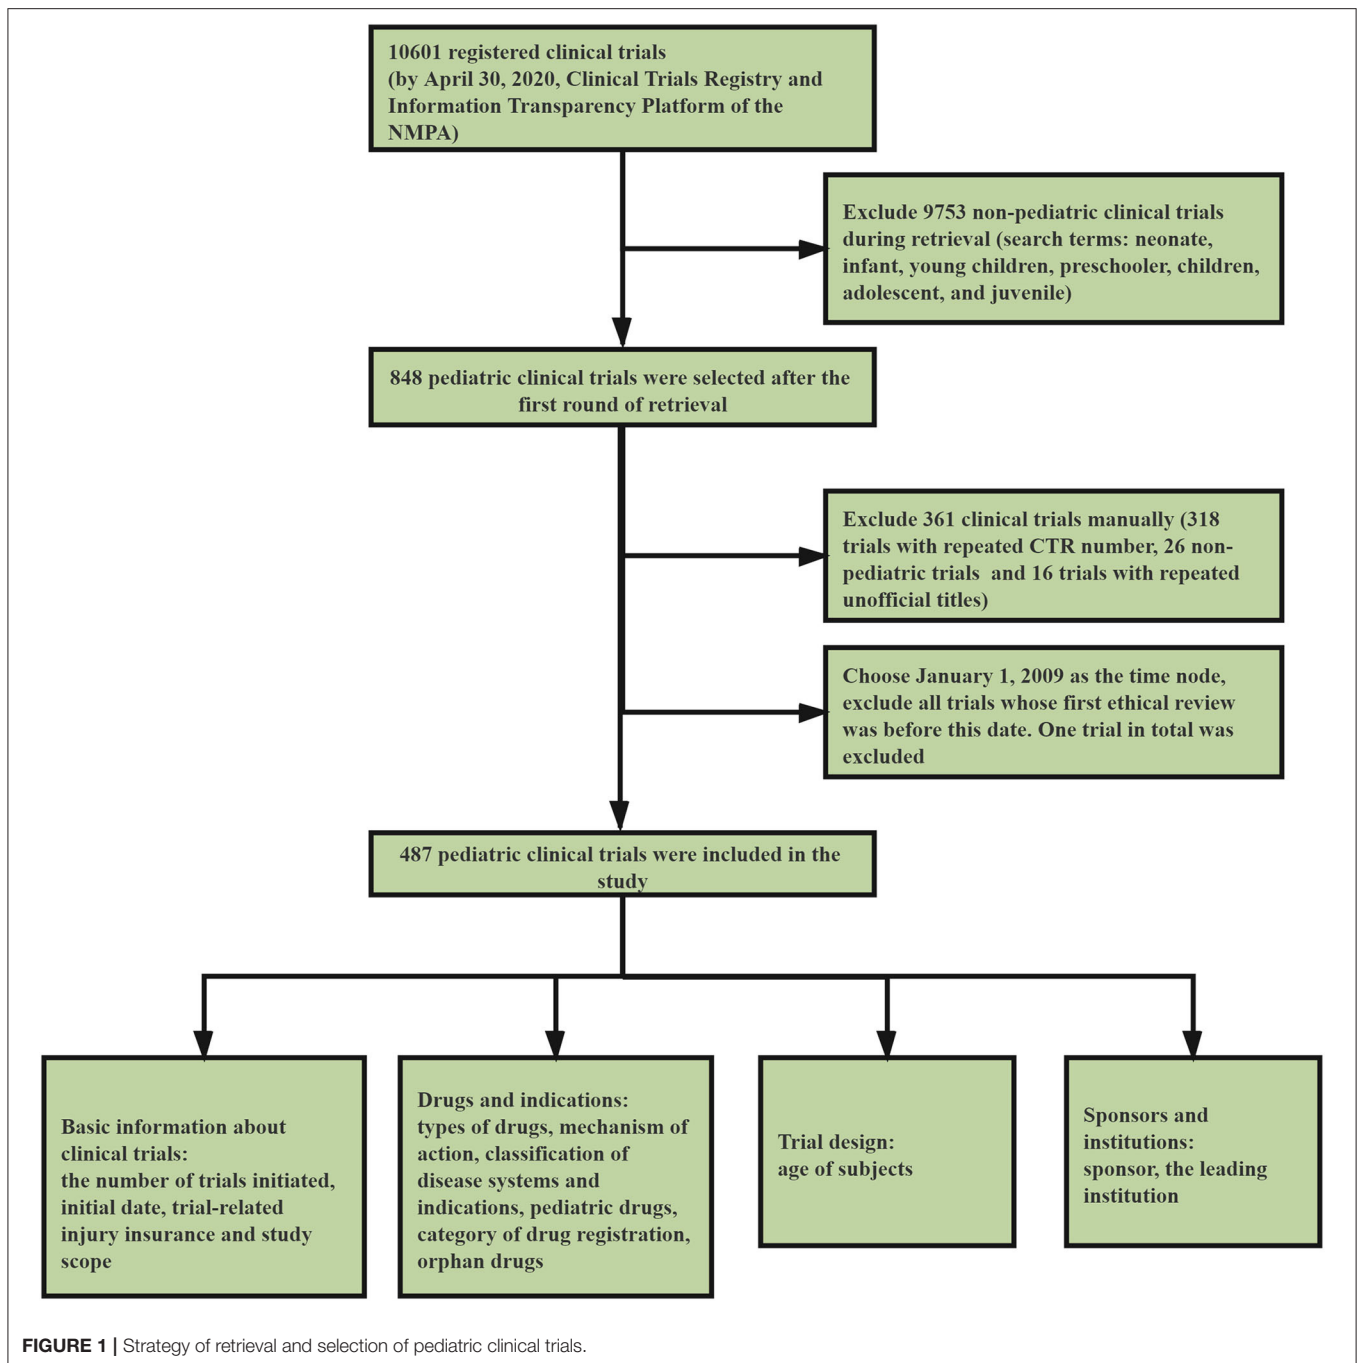 10601 registered clinical trials
(by April 30, 2020, Clinical Trials Registry and
Information Transparency Platform of the
NMPA)
Exclude 9753 non-pediatric clinical trials
during retrieval (search terms: neonate,
infant, young children, preschooler, children,
adolescent, and juvenile)
848 pediatric clinical trials were selected after the
first round of retrieval
Exclude 361 clinical trials manually (318
trials with repeated CTR number, 26 non-
pediatric trials  and 16 trials with repeated
unofficial titles)
Choose January 1, 2009 as the time node,
exclude all trials whose first ethical review
was before this date. One trial in total was
excluded
487 pediatric clinical trials were included in the
study
Basic information about
clinical trials:
the number of trials initiated,
initial date, trial-related
injury insurance and study
scope
Drugs and indications:
types of drugs, mechanism of
action, classification of
disease systems and
indications, pediatric drugs,
category of drug registration,
orphan drugs
Trial design:
age of subjects
Sponsors and
institutions:
sponsor, the leading
institution
FIGURE 1 | Strategy of retrieval and selection of pediatric clinical trials.